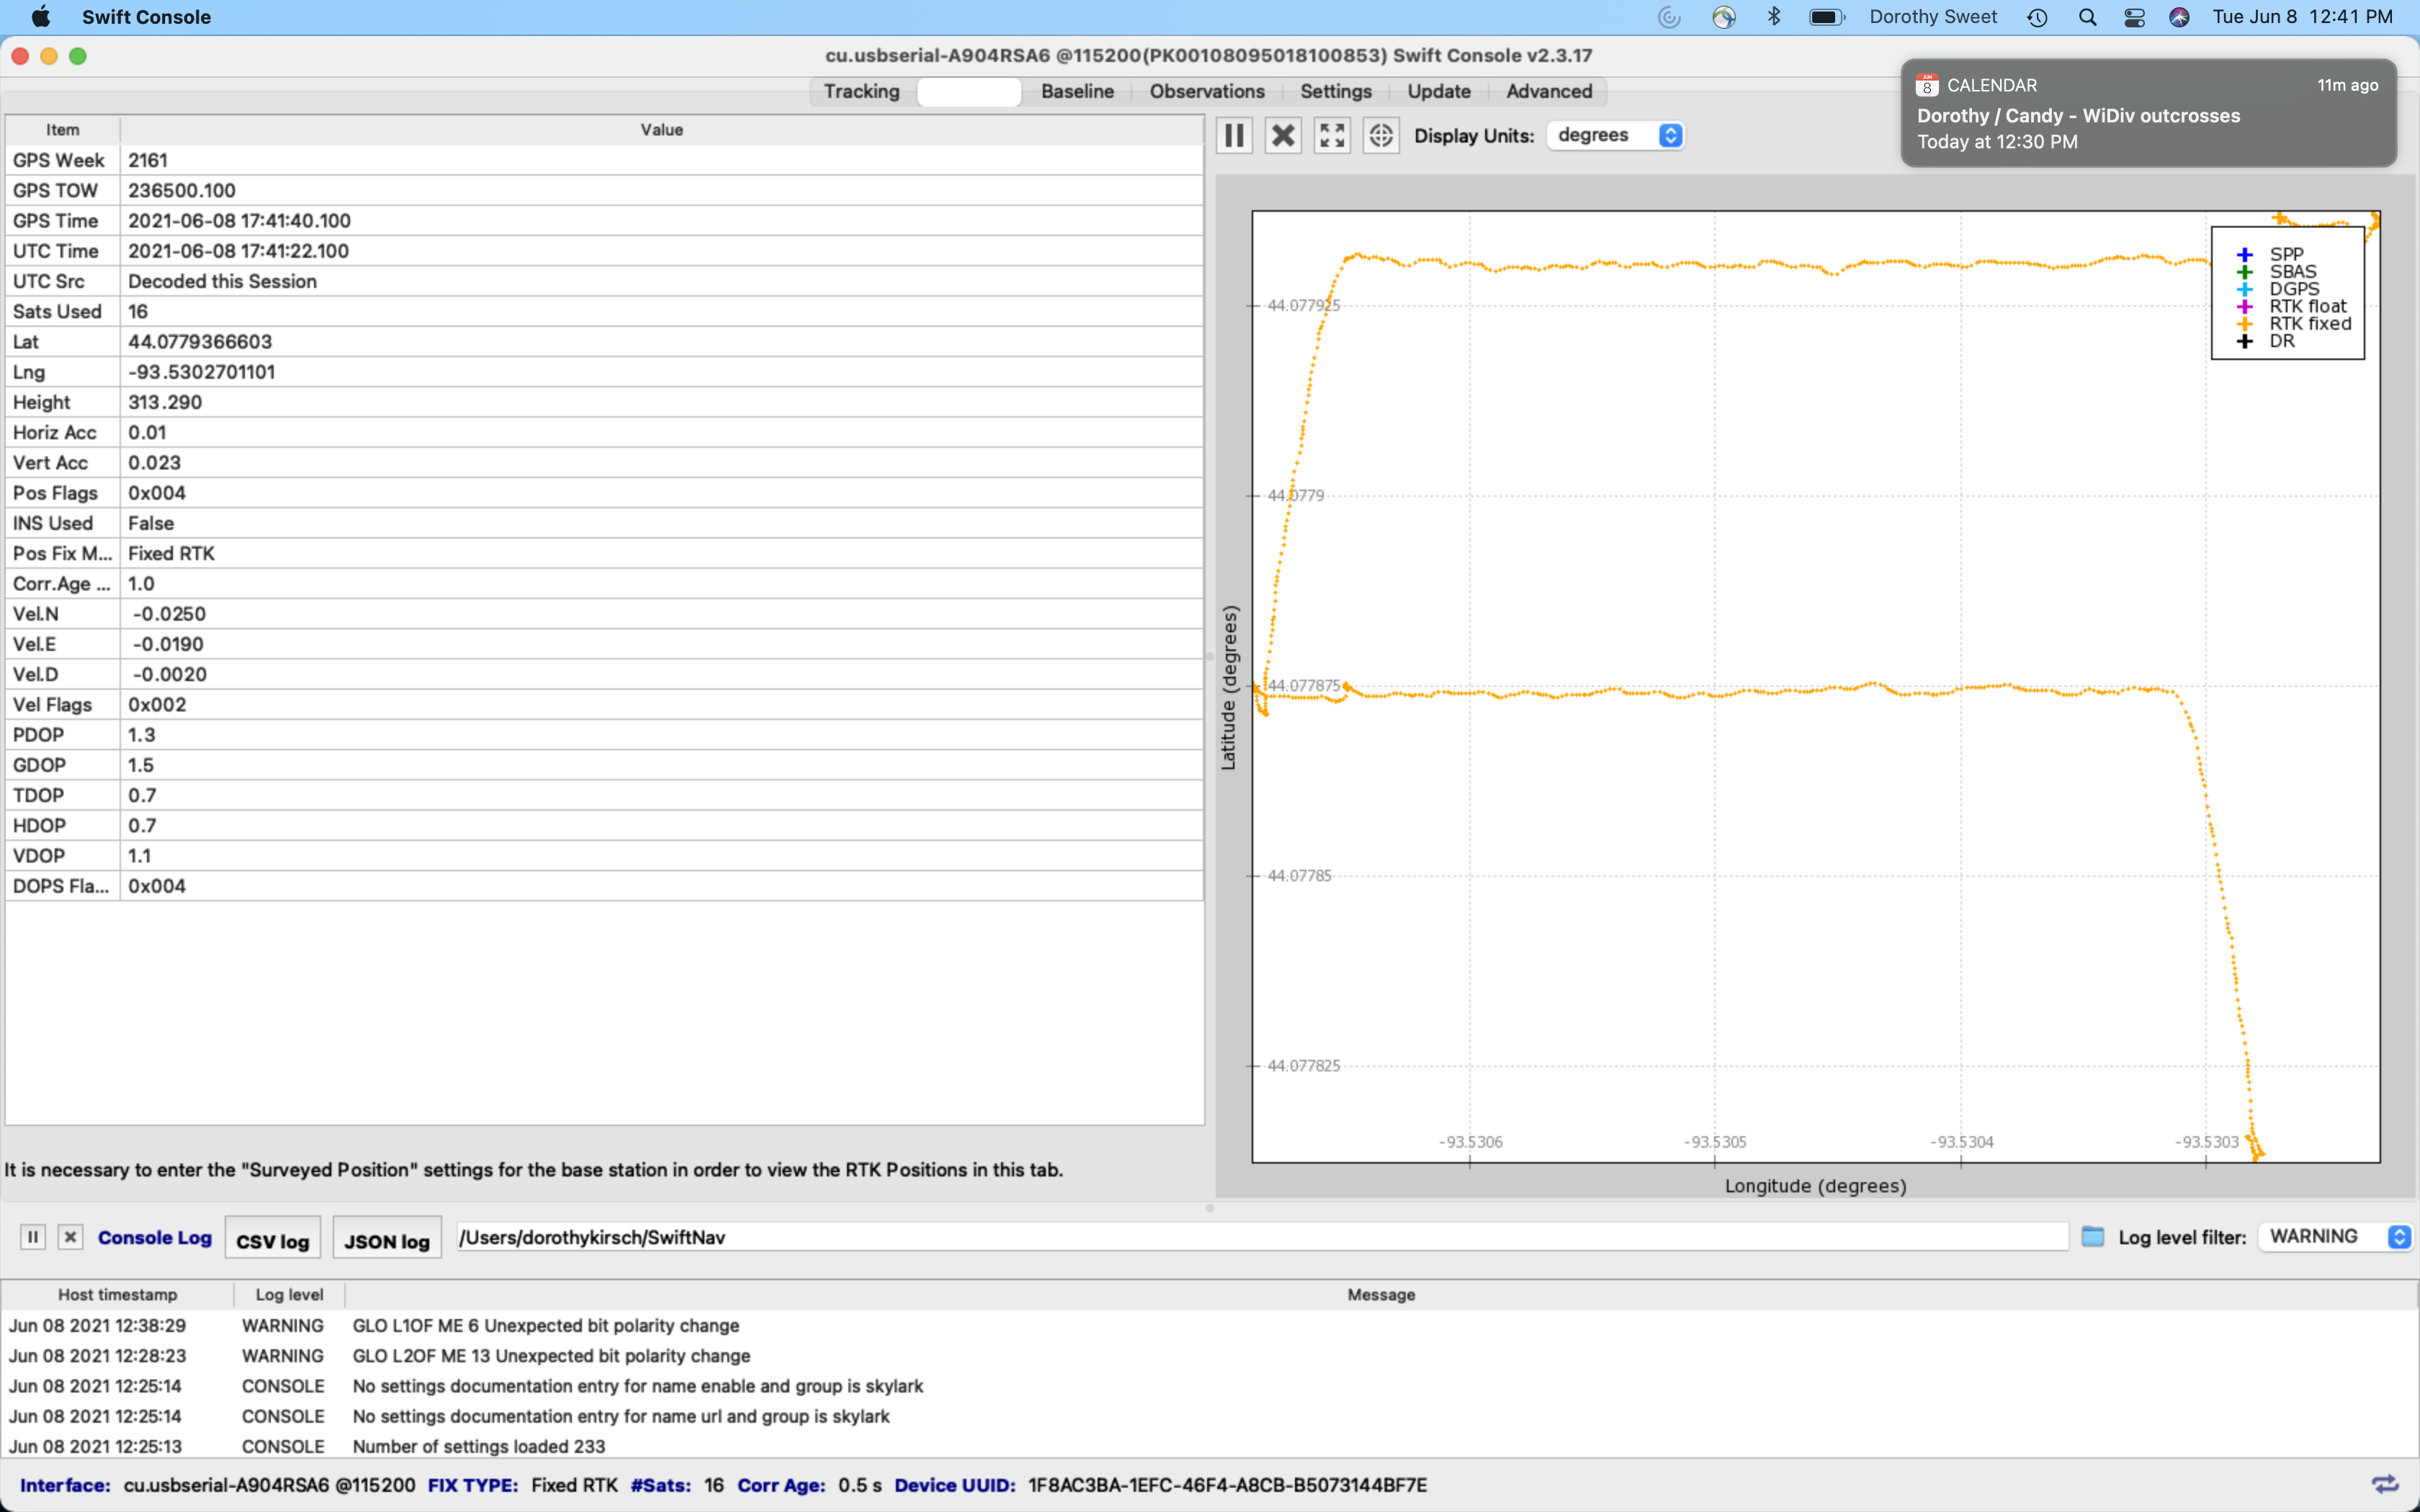 Swift Console
Dorothy Sweet
Tue Jun 8 12:41 PM
cu.usbserial-A904RSA6 @115200(PK00108095018100853) Swift Console v2.3.17
Tracking Baseline Observations Settings Update Advanced
JUN 8 CALENDAR 11m ago
Dorothy / Candy - WiDiv outcrosses
Today at 12:30 PM
Item Value
GPS Week 2161
GPS TOW 236500.100
GPS Time 2021-06-08 17:41:40.100
UTC Time 2021-06-08 17:41:22.100
UTC Src Decoded this Session
Sats Used 16
Lat 44.0779366603
Lng -93.5302701101
Height 313.290
Horiz Acc 0.01
Vert Acc 0.023
Pos Flags 0x004
INS Used False
Pos Fix M... Fixed RTK
Corr.Age ... 1.0
Vel.N -0.0250
Vel.E -0.0190
Vel.D -0.0020
Vel Flags 0x002
PDOP 1.3
GDOP 1.5
TDOP 0.7
HDOP 0.7
VDOP 1.1
DOPS Fla... 0x004
It is necessary to enter the "Surveyed Position" settings for the base station in order to view the RTK Positions in this tab.
Display Units: degrees
SPP
SBAS
DGPS
RTK float
RTK fixed
DR
44.077925
44.0779
44.077875
44.07785
44.077825
Latitude (degrees)
-93.5306 -93.5305 -93.5304 -93.5303
Longitude (degrees)
Console Log CSV log JSON log /Users/dorothykirsch/SwiftNav Log level filter: WARNING
Host timestamp Log level Message
Jun 08 2021 12:38:29 WARNING GLO L1OF ME 6 Unexpected bit polarity change
Jun 08 2021 12:28:23 WARNING GLO L2OF ME 13 Unexpected bit polarity change
Jun 08 2021 12:25:14 CONSOLE No settings documentation entry for name enable and group is skylark
Jun 08 2021 12:25:14 CONSOLE No settings documentation entry for name url and group is skylark
Jun 08 2021 12:25:13 CONSOLE Number of settings loaded 233
Interface: cu.usbserial-A904RSA6 @115200 FIX TYPE: Fixed RTK #Sats: 16 Corr Age: 0.5 s Device UUID: 1F8AC3BA-1EFC-46F4-A8CB-B5073144BF7E